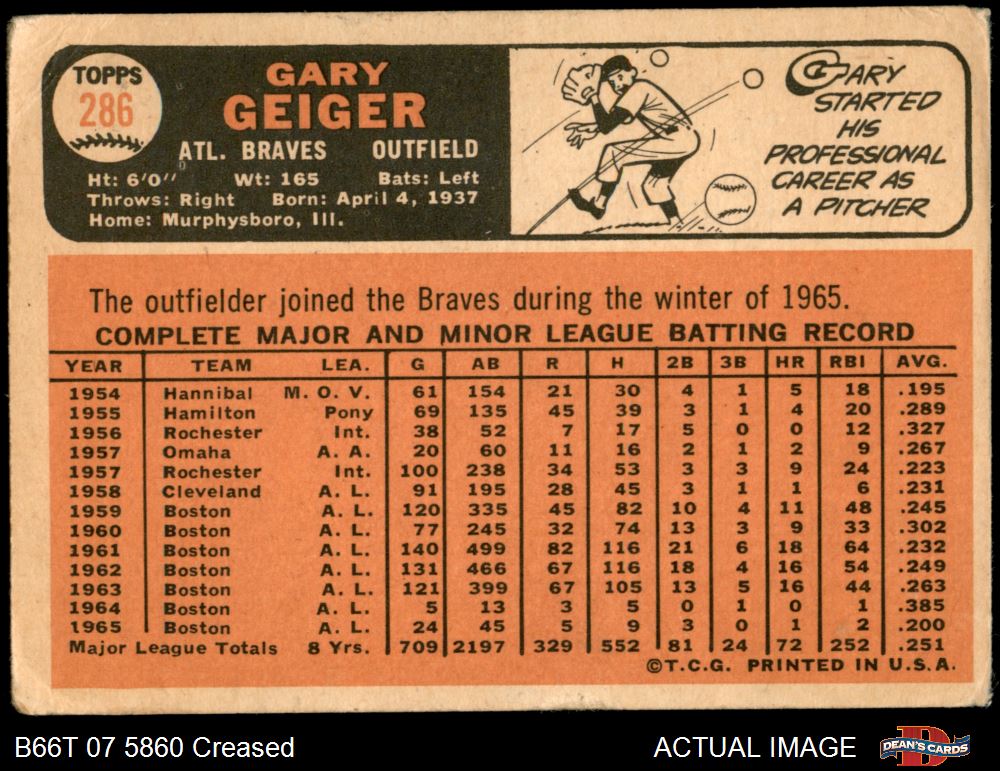 TOPPS
286
GARY
GEIGER
ATL. BRAVES OUTFIELD
Ht: 6'0" Wt: 165 Bats: Left
Throws: Right Born: April 4, 1937
Home: Murphysboro, Ill.
GARY
STARTED
HIS
PROFESSIONAL
CAREER AS
A PITCHER
The outfielder joined the Braves during the winter of 1965.
COMPLETE MAJOR AND MINOR LEAGUE BATTING RECORD
YEAR TEAM LEA. G AB R H 2B 3B HR RBI AVG.
1954 Hannibal M. O. V. 61 154 21 30 4 1 5 18 .195
1955 Hamilton Pony 69 135 45 39 3 1 4 20 .289
1956 Rochester Int. 38 52 7 17 5 0 0 12 .327
1957 Omaha A. A. 20 60 11 16 2 1 2 9 .267
1957 Rochester Int. 100 238 34 53 3 3 9 24 .223
1958 Cleveland A. L. 91 195 28 45 3 1 1 6 .231
1959 Boston A. L. 120 335 45 82 10 4 11 48 .245
1960 Boston A. L. 77 245 32 74 13 3 9 33 .302
1961 Boston A. L. 140 499 82 116 21 6 18 64 .232
1962 Boston A. L. 131 466 67 116 18 4 16 54 .249
1963 Boston A. L. 121 399 67 105 13 5 16 44 .263
1964 Boston A. L. 5 13 3 5 0 1 0 1 .385
1965 Boston A. L. 24 45 5 9 3 0 1 2 .200
Major League Totals 8 Yrs. 709 2197 329 552 81 24 72 252 .251
©T.C.G. PRINTED IN U.S.A.
B66T 07 5860 Creased ACTUAL IMAGE DEAN'S CARDS